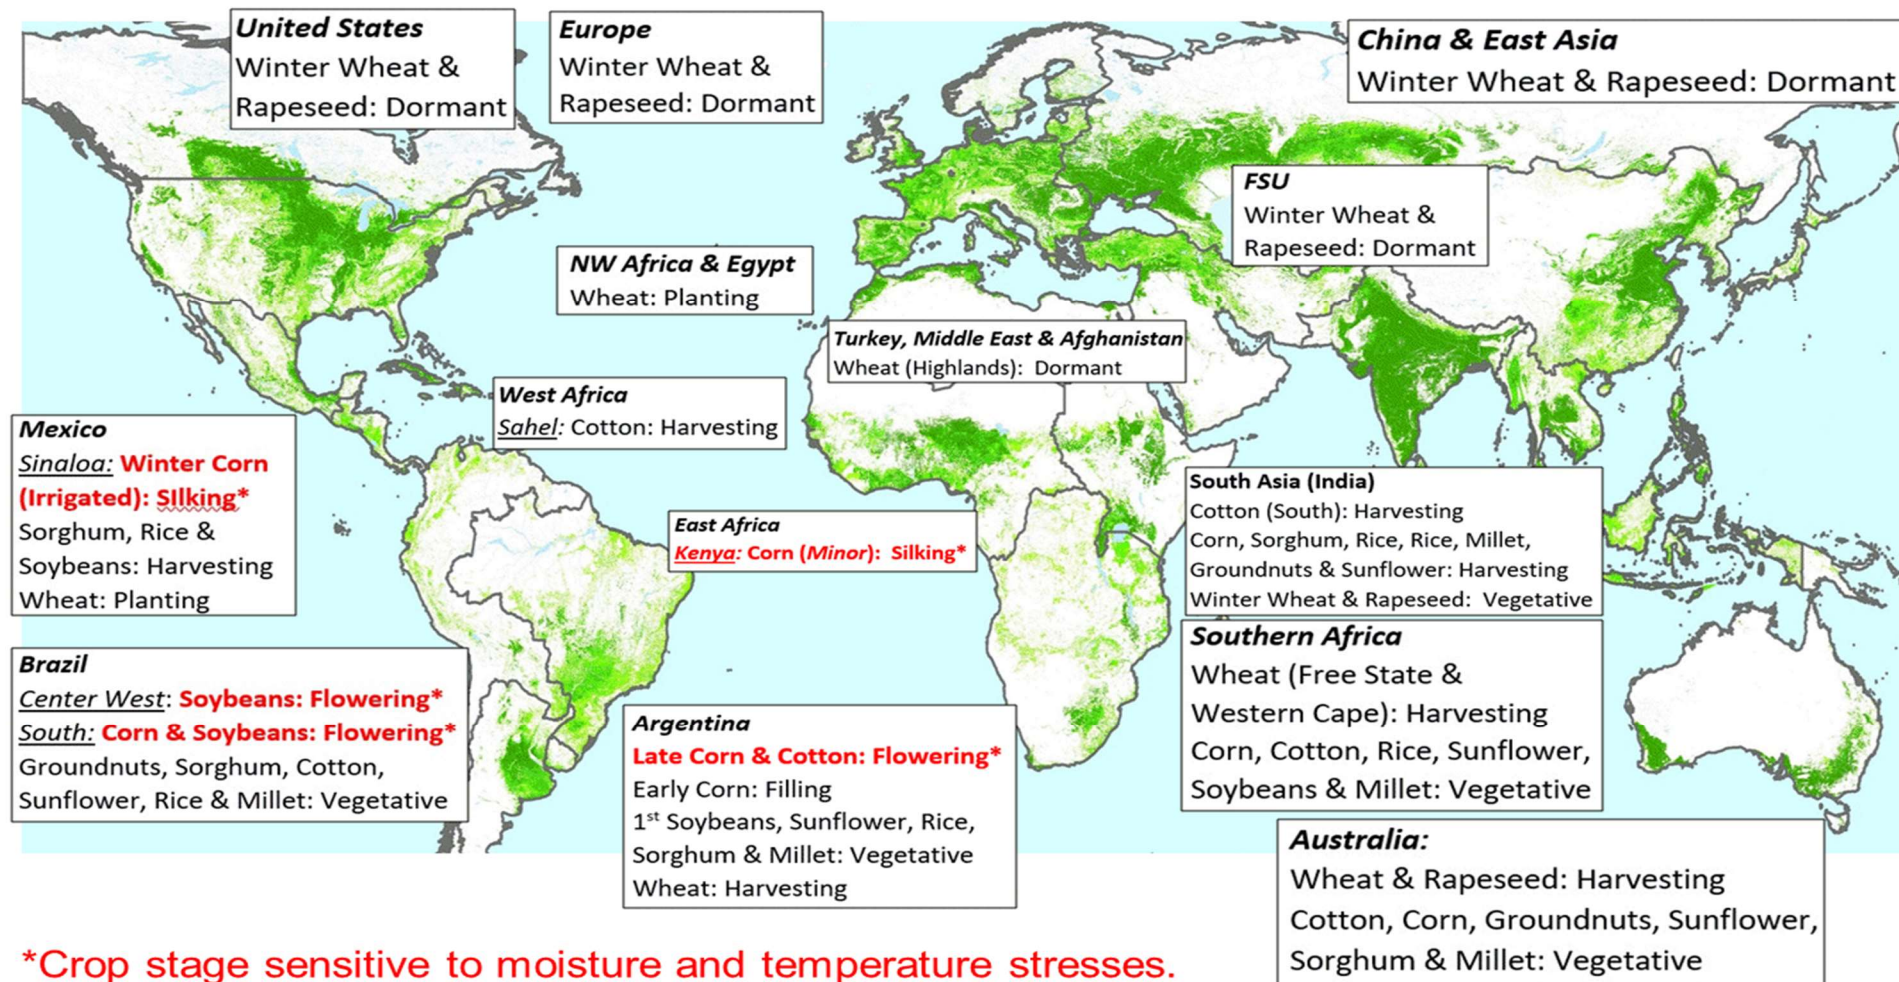 United States
Winter Wheat &
Rapeseed: Dormant
Europe
Winter Wheat &
Rapeseed: Dormant
China & East Asia
Winter Wheat & Rapeseed: Dormant
FSU
Winter Wheat &
Rapeseed: Dormant
NW Africa & Egypt
Wheat: Planting
Turkey, Middle East & Afghanistan
Wheat (Highlands): Dormant
West Africa
Sahel: Cotton: Harvesting
Mexico
Sinaloa: Winter Corn
(Irrigated): SIlking*
Sorghum, Rice &
Soybeans: Harvesting
Wheat: Planting
East Africa
Kenya: Corn (Minor): Silking*
South Asia (India)
Cotton (South): Harvesting
Corn, Sorghum, Rice, Rice, Millet,
Groundnuts & Sunflower: Harvesting
Winter Wheat & Rapeseed: Vegetative
Brazil
Center West: Soybeans: Flowering*
South: Corn & Soybeans: Flowering*
Groundnuts, Sorghum, Cotton,
Sunflower, Rice & Millet: Vegetative
Argentina
Late Corn & Cotton: Flowering*
Early Corn: Filling
1st Soybeans, Sunflower, Rice,
Sorghum & Millet: Vegetative
Wheat: Harvesting
Southern Africa
Wheat (Free State &
Western Cape): Harvesting
Corn, Cotton, Rice, Sunflower,
Soybeans & Millet: Vegetative
Australia:
Wheat & Rapeseed: Harvesting
Cotton, Corn, Groundnuts, Sunflower,
Sorghum & Millet: Vegetative
*Crop stage sensitive to moisture and temperature stresses.